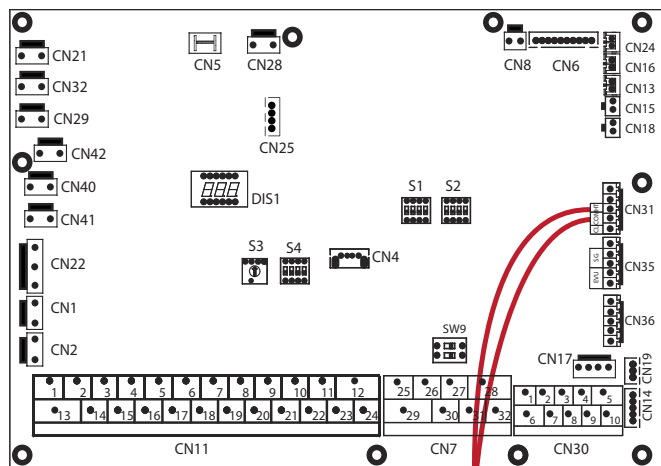 CN21
CN32
CN29
CN42
CN40
CN41
CN22
CN1
CN2
CN5
CN28
CN25
DIS1
S3
S4
CN4
S1
S2
SW9
CN8
CN6
CN24
CN16
CN13
CN15
CN18
CN31
CN35
SG
EVU
CN36
CN17
CN19
CN14
1 2 3 4 5 6 7 8 9 10 11 12
13 14 15 16 17 18 19 20 21 22 23 24
CN11
25 26 27 28
29 30 31 32
CN7
1 2 3 4 5
6 7 8 9 10
CN30